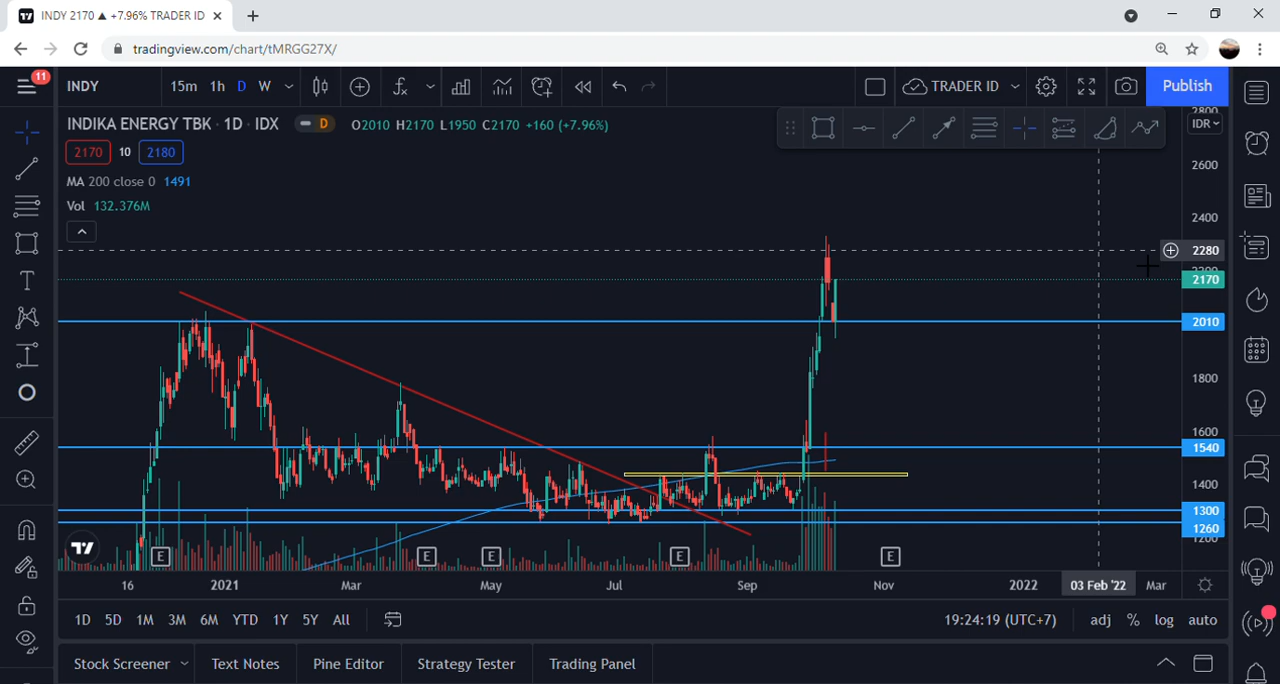 INDY 2170 ▲ +7.96% TRADER ID
tradingview.com/chart/tMRGG27X/
11
INDY 15m 1h D W TRADER ID Publish
INDIKA ENERGY TBK · 1D · IDX D O2010 H2170 L1950 C2170 +160 (+7.96%)
2170 10 2180
MA 200 close 0 1491
Vol 132.376M
2800
IDR
2600
2400
2280
2200
2170
2010
1800
1600
1540
1400
1300
1260
1200
E E E E E
16 2021 Mar May Jul Sep Nov 2022 03 Feb '22 Mar
1D 5D 1M 3M 6M YTD 1Y 5Y All 19:24:19 (UTC+7) adj % log auto
Stock Screener Text Notes Pine Editor Strategy Tester Trading Panel